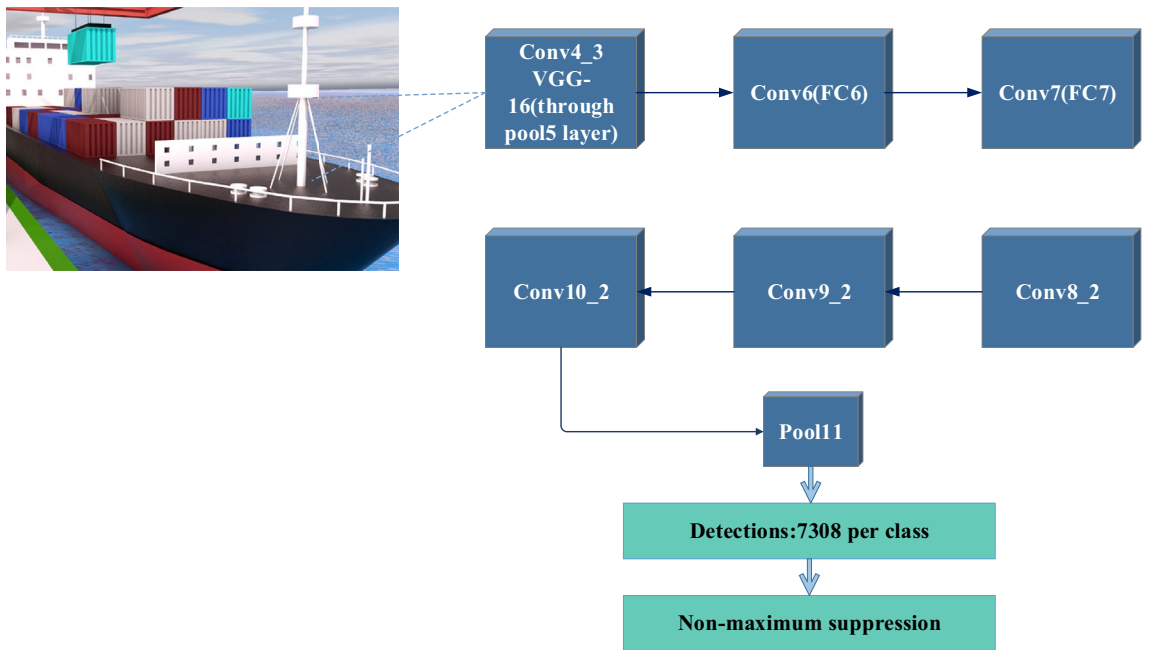 Conv4_3
VGG-
16(through
pool5 layer)
Conv6(FC6)
Conv7(FC7)
Conv10_2
Conv9_2
Conv8_2
Pool11
Detections:7308 per class
Non-maximum suppression